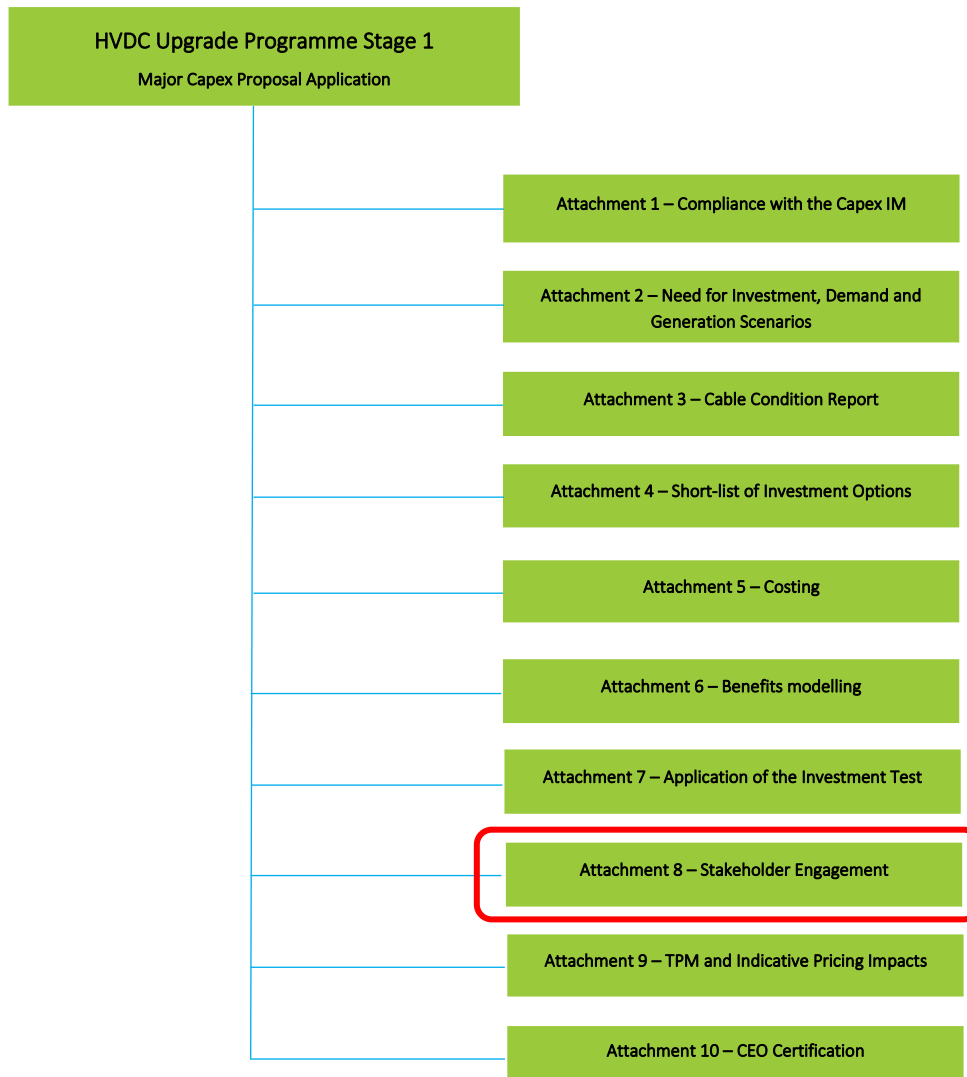 HVDC Upgrade Programme Stage 1
Major Capex Proposal Application
Attachment 1 – Compliance with the Capex IM
Attachment 2 – Need for Investment, Demand and
Generation Scenarios
Attachment 3 – Cable Condition Report
Attachment 4 – Short-list of Investment Options
Attachment 5 – Costing
Attachment 6 – Benefits modelling
Attachment 7 – Application of the Investment Test
Attachment 8 – Stakeholder Engagement
Attachment 9 – TPM and Indicative Pricing Impacts
Attachment 10 – CEO Certification